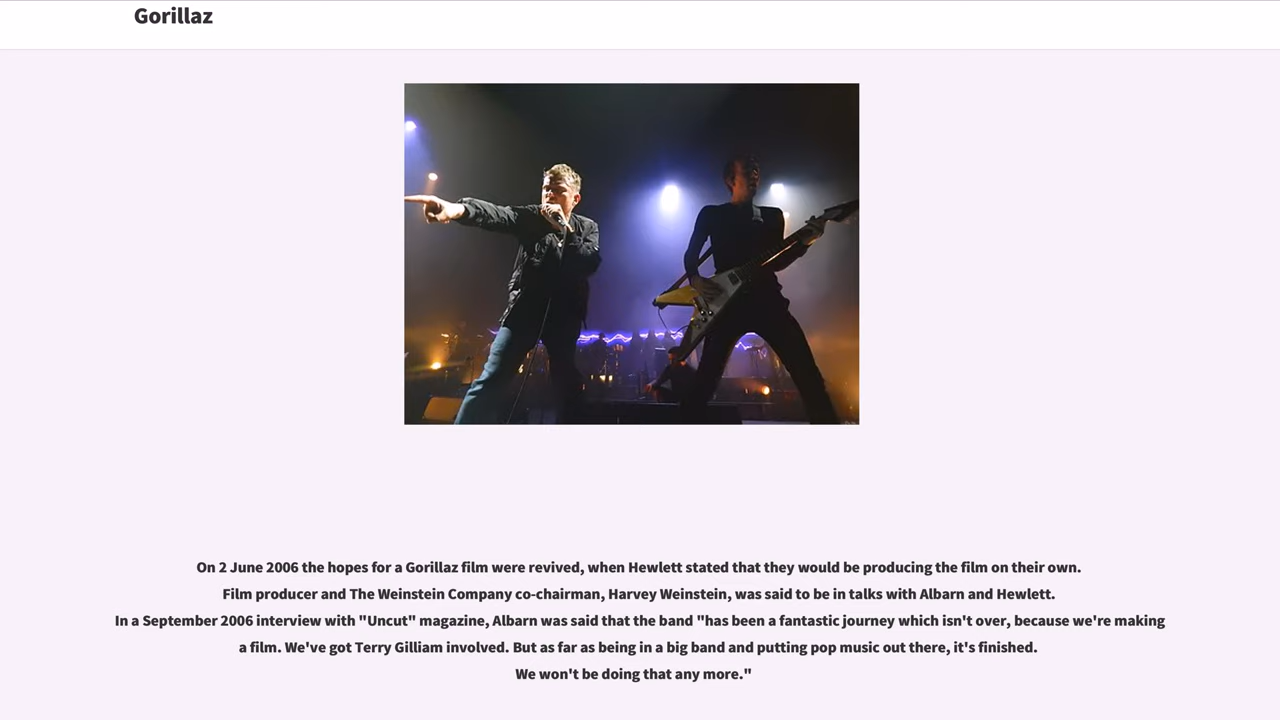 Gorillaz
On 2 June 2006 the hopes for a Gorillaz film were revived, when Hewlett stated that they would be producing the film on their own.
Film producer and The Weinstein Company co-chairman, Harvey Weinstein, was said to be in talks with Albarn and Hewlett.
In a September 2006 interview with "Uncut" magazine, Albarn was said that the band "has been a fantastic journey which isn't over, because we're making
a film. We've got Terry Gilliam involved. But as far as being in a big band and putting pop music out there, it's finished.
We won't be doing that any more."